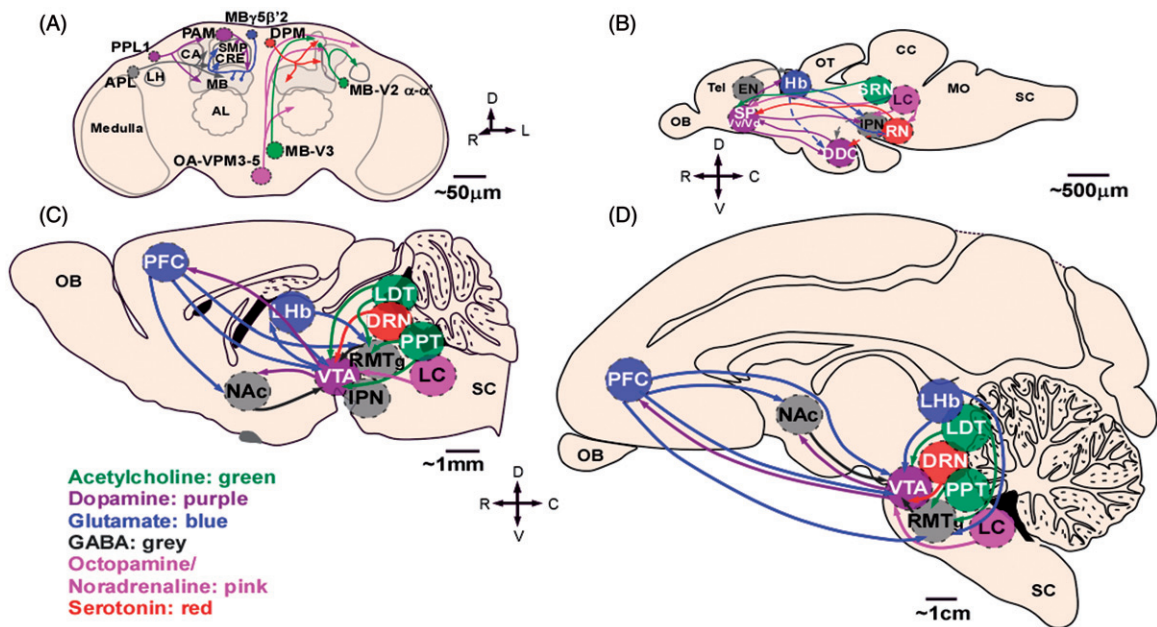 (A)
MBγ5β'2
PAM
DPM
PPL1
CA
SMP
CRE
APL
LH
MB
MB-V2 α-α'
AL
Medulla
MB-V3
OA-VPM3-5
D
R
L
~50μm
(B)
CC
OT
Tel
EN
Hb
SRN
LC
MO
SC
OB
SP
Vv/Vd
IPN
RN
DDC
D
R
C
V
~500μm
(C)
OB
PFC
LHb
LDT
DRN
PPT
RMTg
VTA
LC
NAc
IPN
SC
~1mm
D
R
C
V
Acetylcholine: green
Dopamine: purple
Glutamate: blue
GABA: grey
Octopamine/
Noradrenaline: pink
Serotonin: red
(D)
PFC
NAc
LHb
LDT
OB
DRN
VTA
PPT
RMTg
LC
SC
~1cm